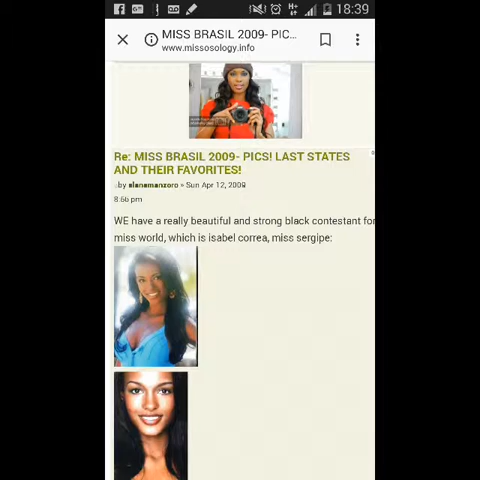 18:39
MISS BRASIL 2009- PIC...
www.missosology.info
Re: MISS BRASIL 2009- PICS! LAST STATES
AND THEIR FAVORITES!
by alanamanzoro » Sun Apr 12, 2009
8:56 pm
WE have a really beautiful and strong black contestant for
miss world, which is isabel correa, miss sergipe: